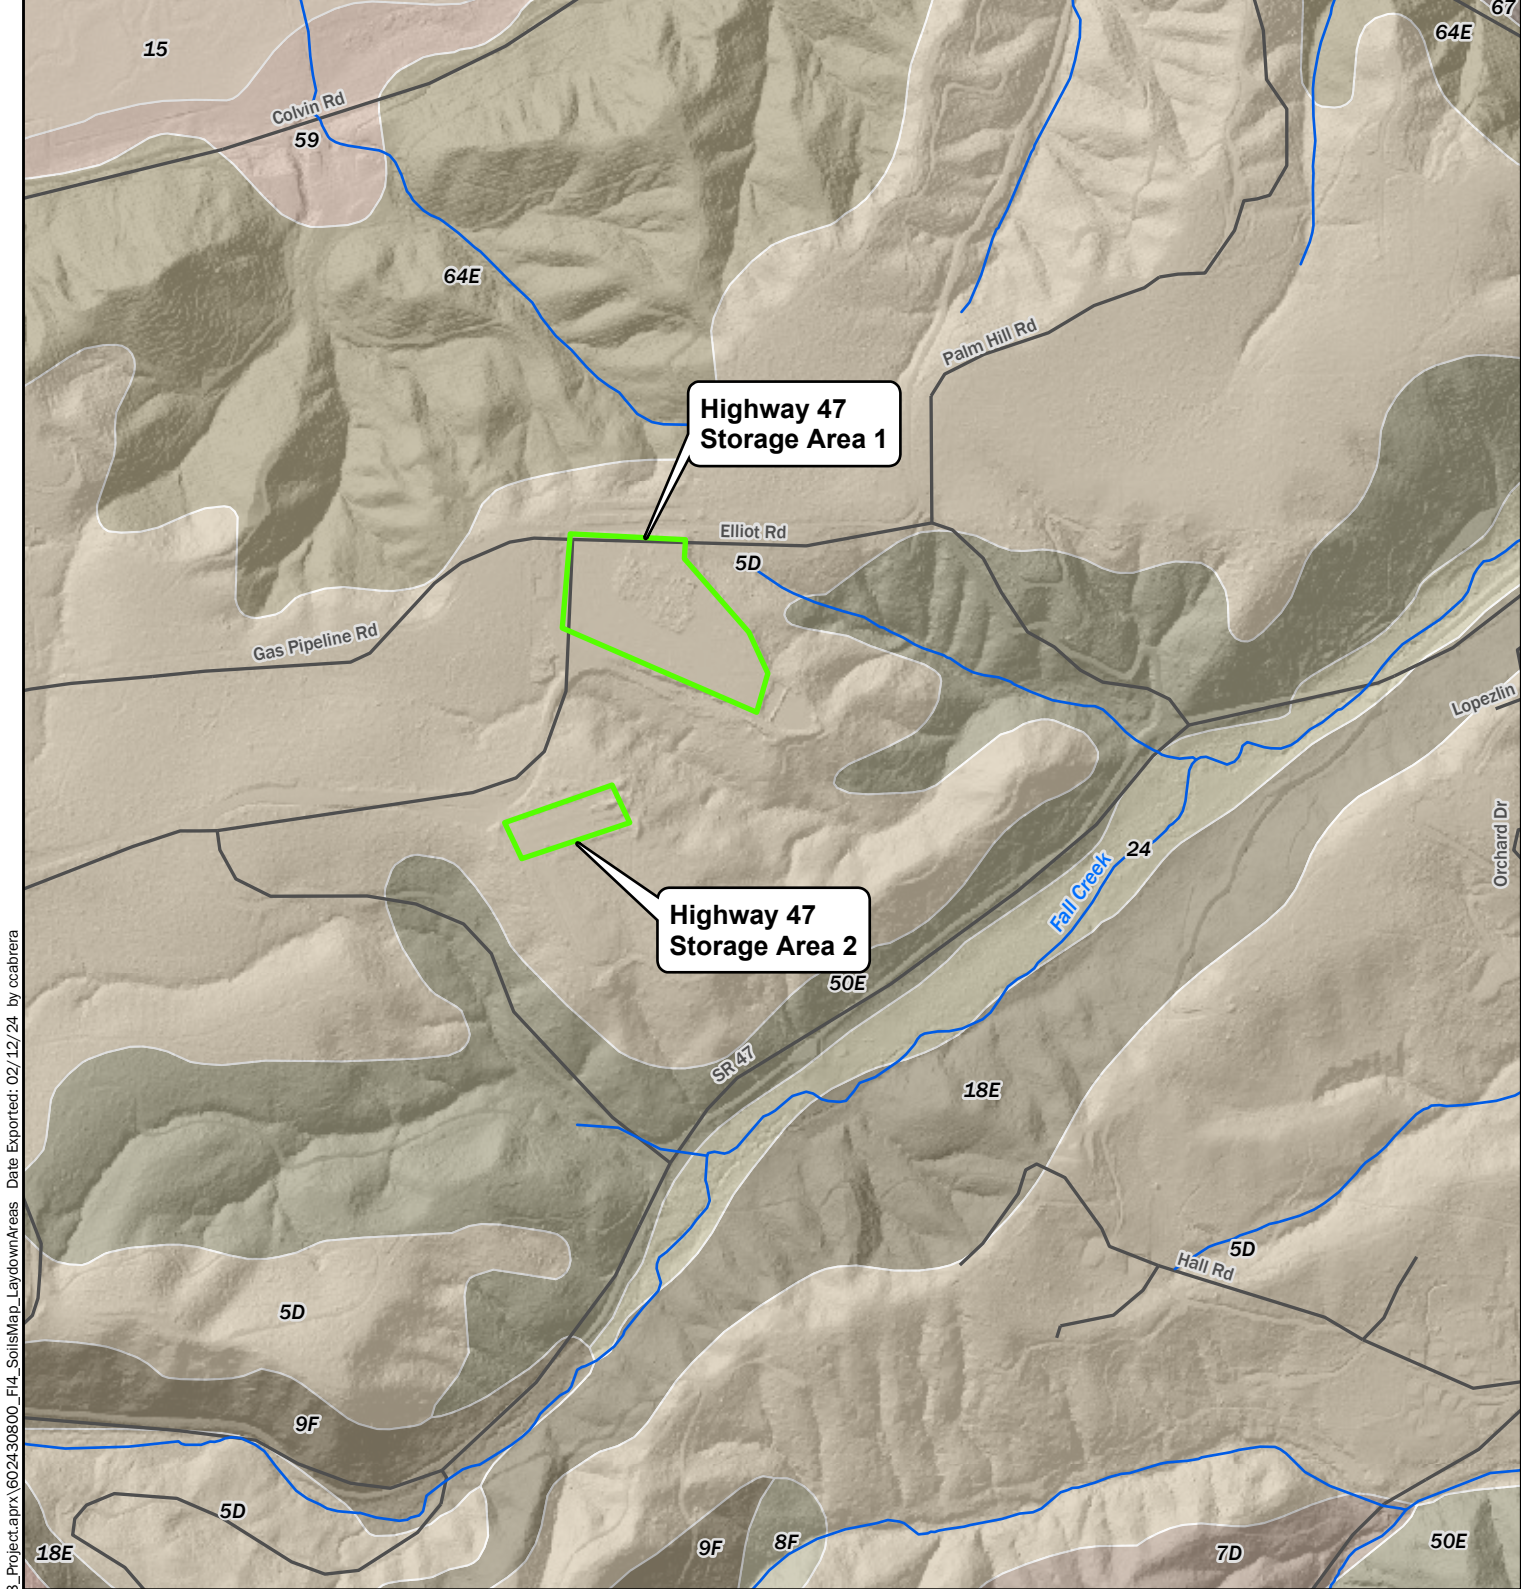 67
64E
15
Colvin Rd
59
64E
Palm Hill Rd
Highway 47
Storage Area 1
Elliot Rd
5D
Gas Pipeline Rd
Lopezlin
Orchard Dr
24
Fall Creek
Highway 47
Storage Area 2
50E
SR 47
18E
5D
Hall Rd
5D
9F
5D
18E
9F
8F
7D
50E
_Project.aprx\602430800_FI4_SoilsMap_LaydownAreas Date Exported: 02/12/24 by ccabrera